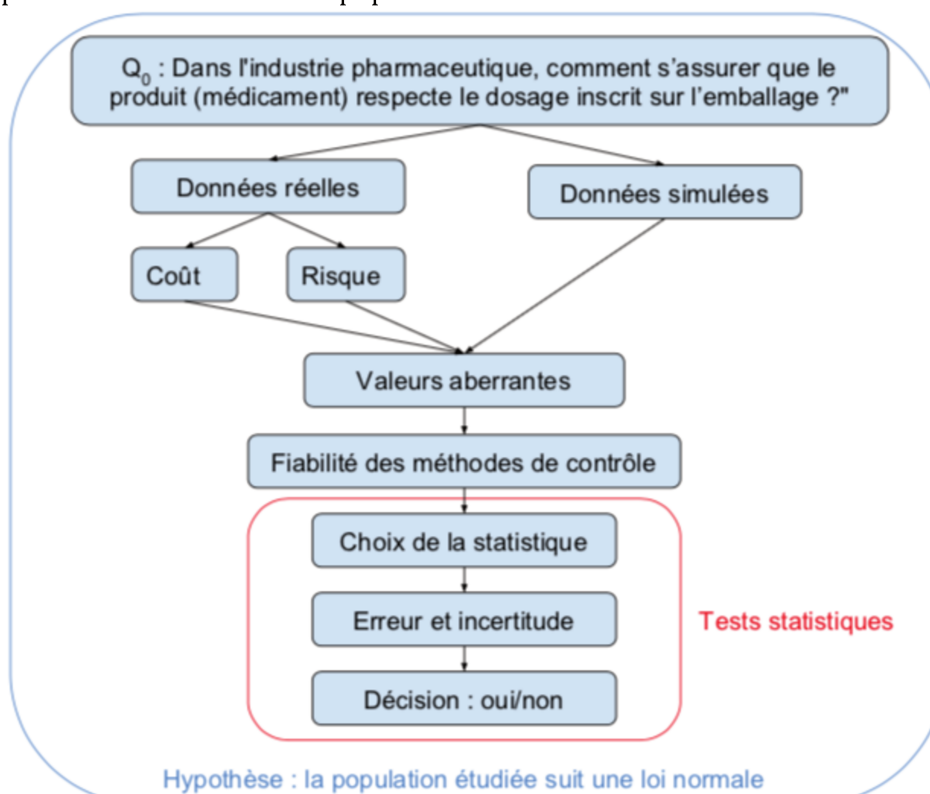 Q0 : Dans l'industrie pharmaceutique, comment s'assurer que le
produit (médicament) respecte le dosage inscrit sur l'emballage ?"
Données réelles
Données simulées
Coût
Risque
Valeurs aberrantes
Fiabilité des méthodes de contrôle
Choix de la statistique
Erreur et incertitude
Tests statistiques
Décision : oui/non
Hypothèse : la population étudiée suit une loi normale